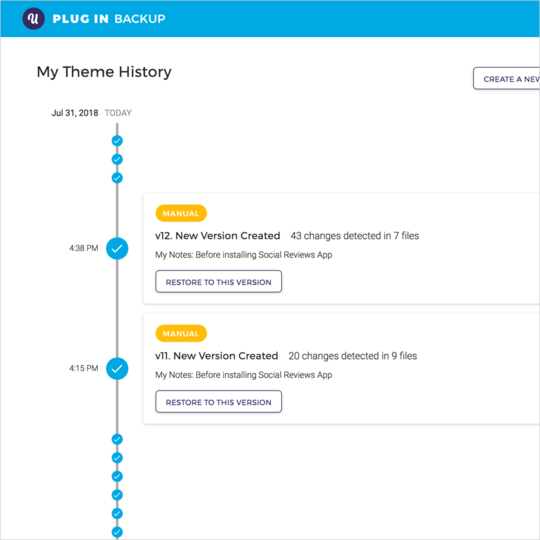 U PLUG IN BACKUP
My Theme History
CREATE A NEW
Jul 31, 2018 TODAY
MANUAL
v12. New Version Created 43 changes detected in 7 files
4:38 PM
My Notes: Before installing Social Reviews App
RESTORE TO THIS VERSION
MANUAL
v11. New Version Created 20 changes detected in 9 files
4:15 PM
My Notes: Before installing Social Reviews App
RESTORE TO THIS VERSION